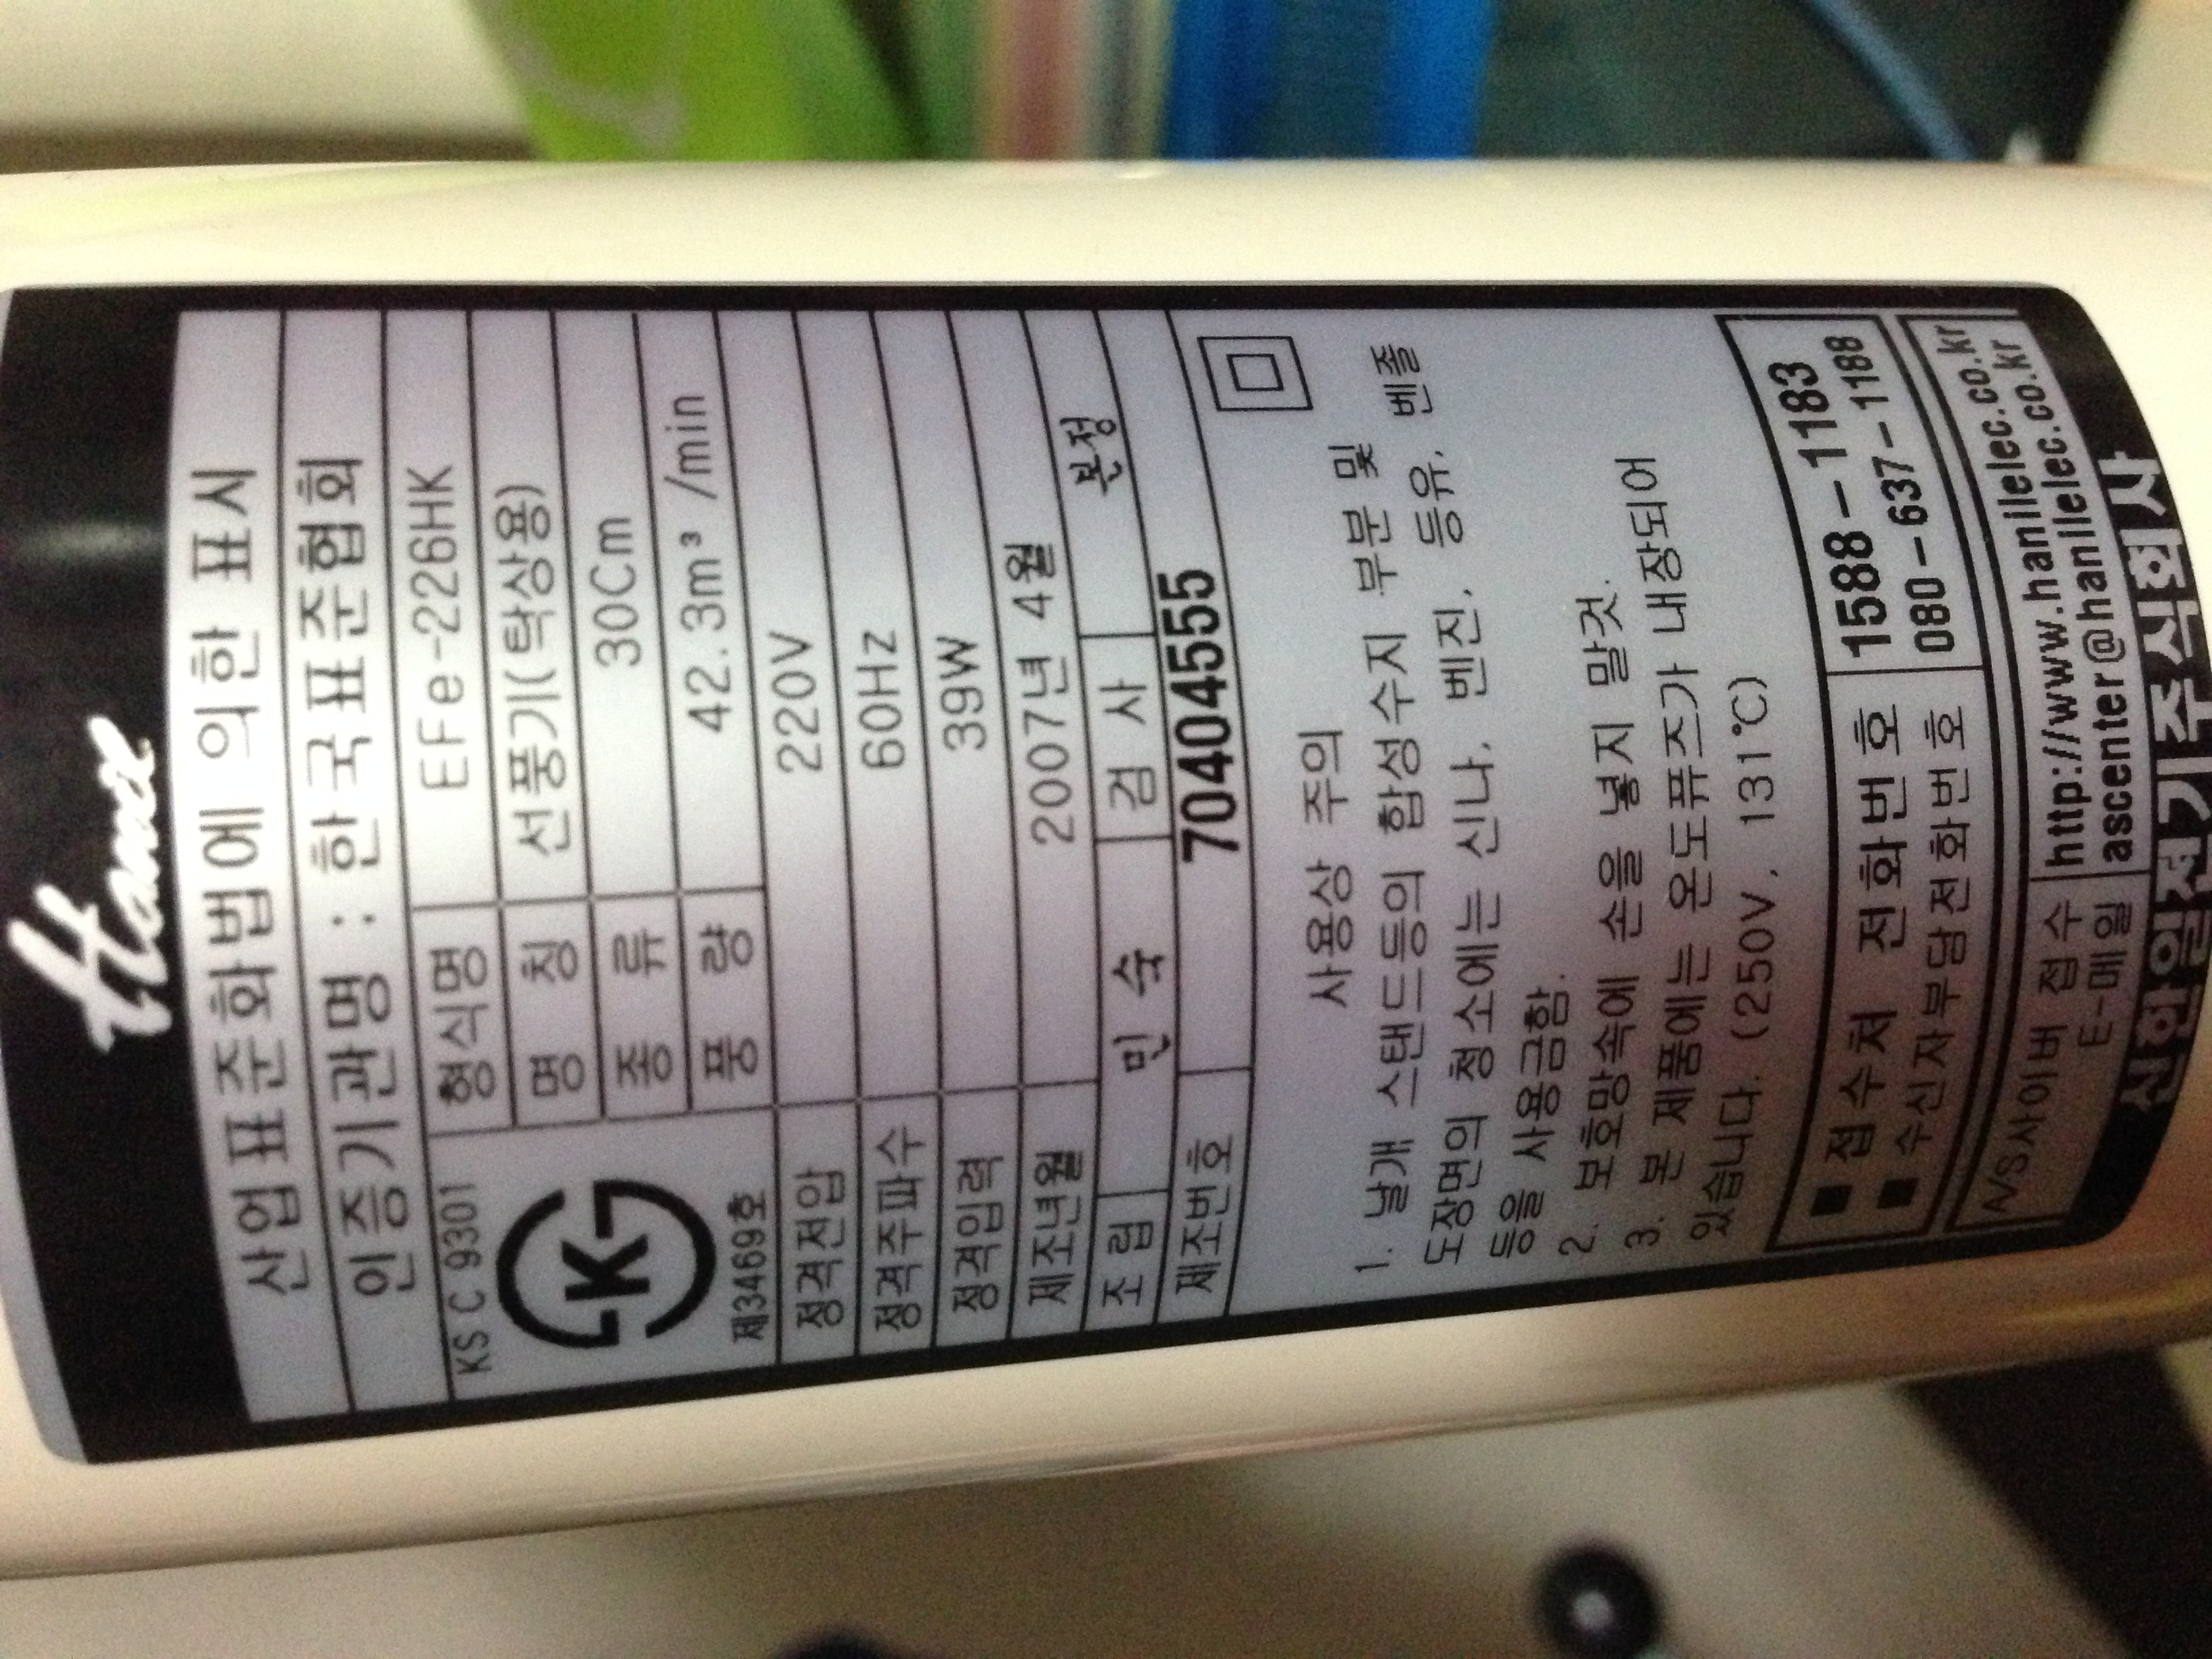 Hanil
산업표준화법에 의한 표시
인증기관명 : 한국표준협회
KS C 9301
제3469호
형식명 EFe-226HK
명 칭 선풍기(탁상용)
종 류 30Cm
풍 량 42.3m³/min
정격전압 220V
정격주파수 60Hz
정격입력 39W
제조년월 2007년 4월
조 립 민 숙 검 사 본정
제조번호 70404555
사용상 주의
1. 날개 스탠드등의 합성수지 부분 및
도장면의 청소에는 신나, 벤진, 등유, 벤졸
등을 사용금함.
2. 보호망속에 손을 넣지 말것.
3. 본 제품에는 온도퓨즈가 내장되어
있습니다. (250V, 131℃)
■ 접수처 전화번호 1588-1183
■ 수신자부담전화번호 080-637-1188
A/S사이버 접수 http://www.hanilelec.co.kr
E-메일 ascenter@hanilelec.co.kr
신한일전기주식회사